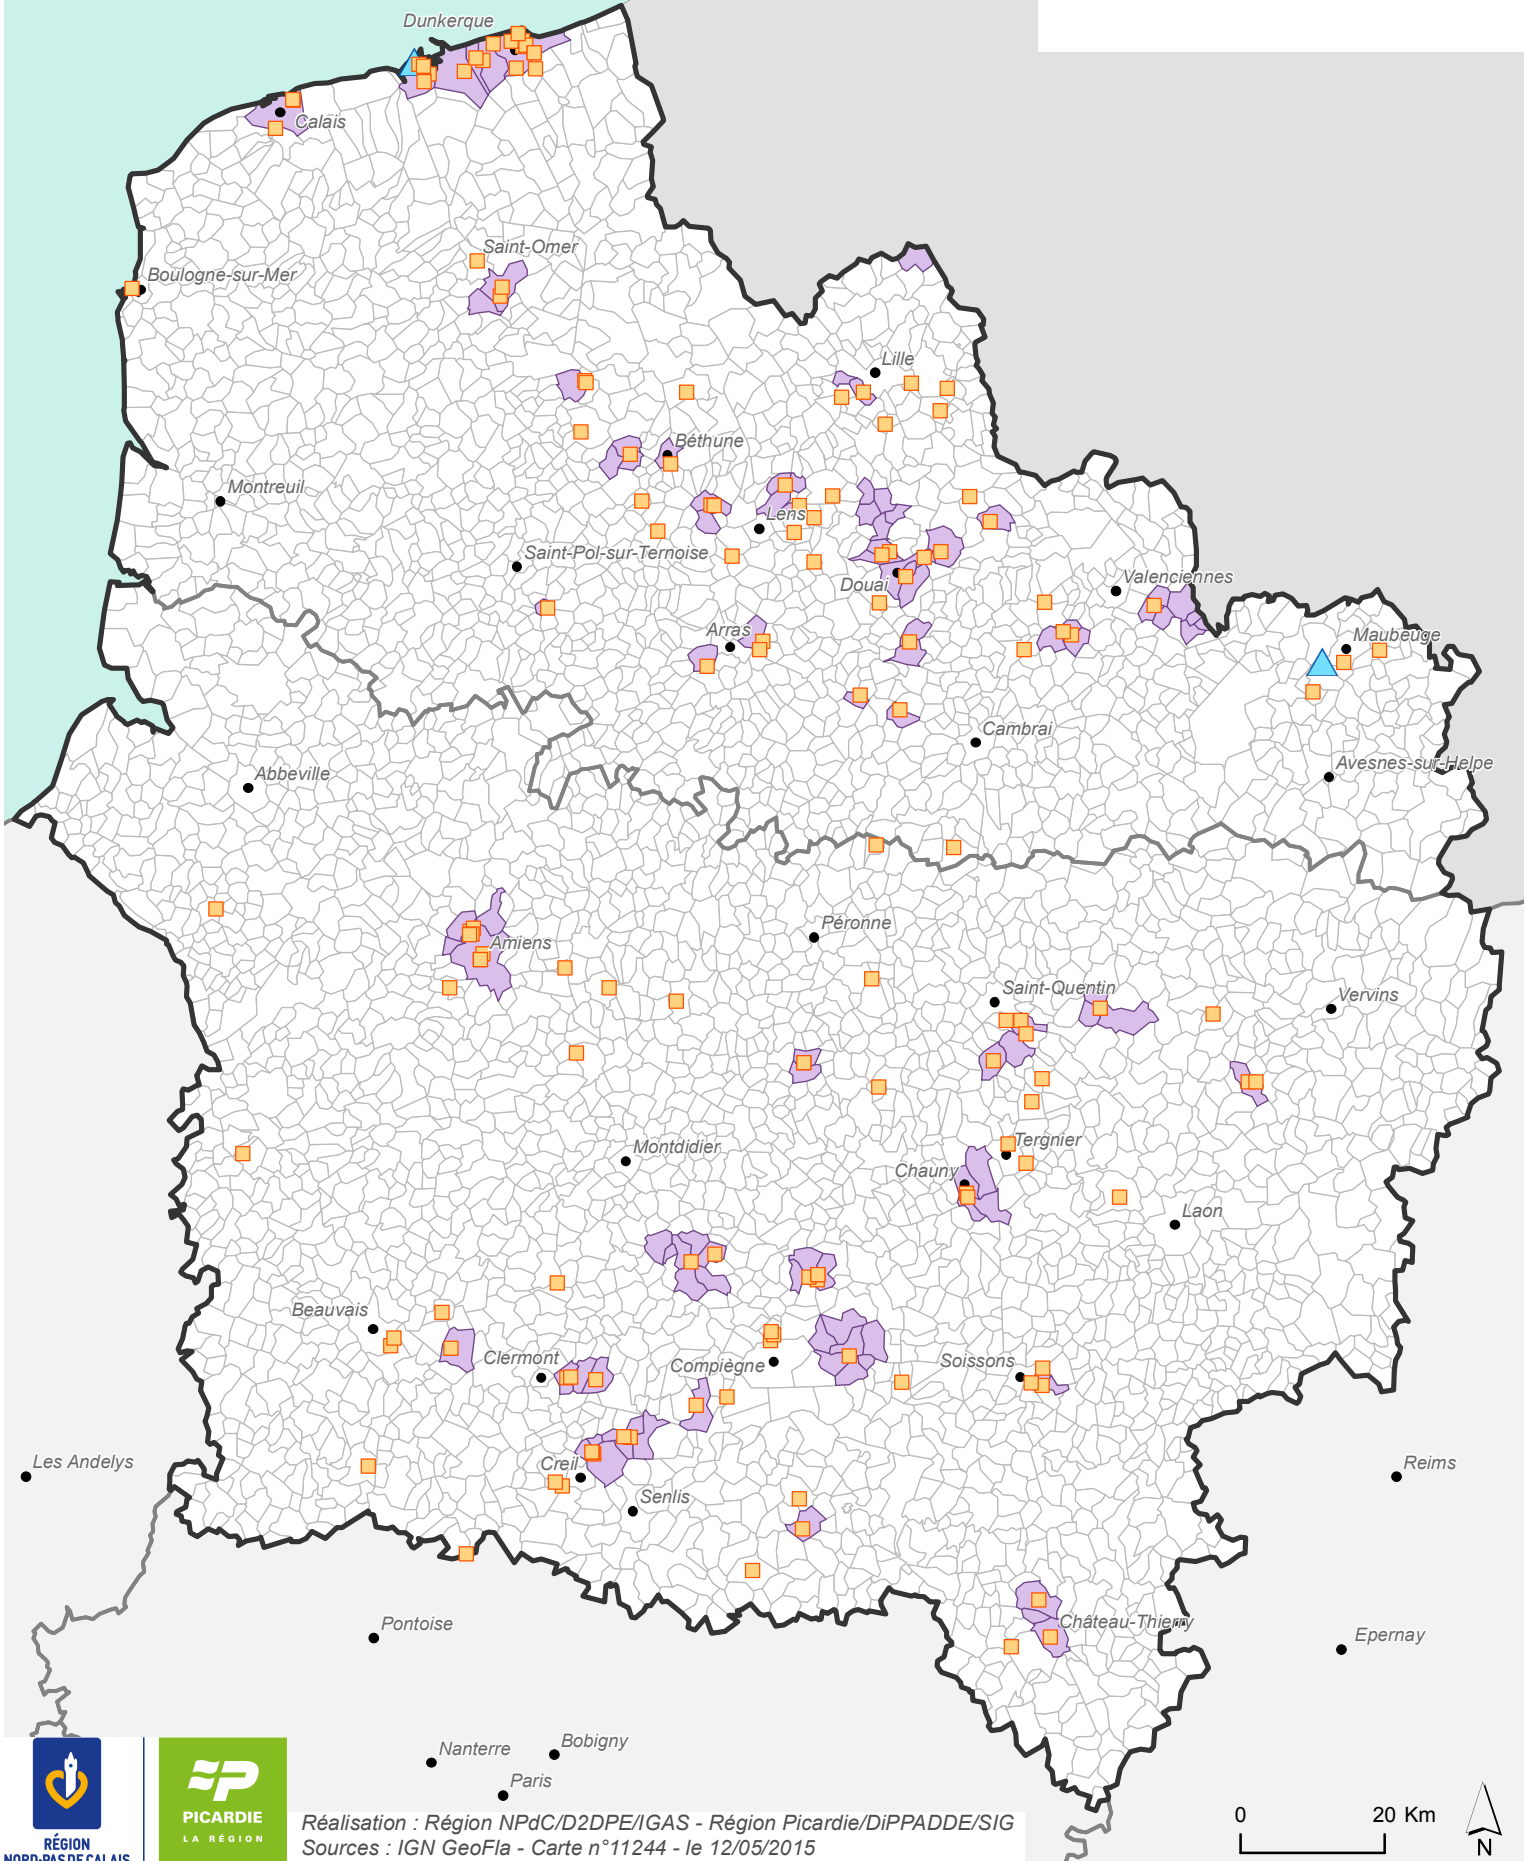 Dunkerque
Calais
Saint-Omer
Boulogne-sur-Mer
Lille
Béthune
Montreuil
Lens
Saint-Pol-sur-Ternoise
Douai
Valenciennes
Arras
Maubeuge
Cambrai
Avesnes-sur-Helpe
Abbeville
Péronne
Amiens
Saint-Quentin
Vervins
Montdidier
Tergnier
Chauny
Laon
Beauvais
Clermont
Compiègne
Soissons
Les Andelys
Creil
Reims
Senlis
Château-Thierry
Pontoise
Epernay
Nanterre
Bobigny
Paris
PICARDIE
LA RÉGION
RÉGION
NORD-PAS DE CALAIS
Réalisation : Région NPdC/D2DPE/IGAS - Région Picardie/DiPPADDE/SIG
Sources : IGN GeoFla - Carte n°11244 - le 12/05/2015
0 20 Km
N